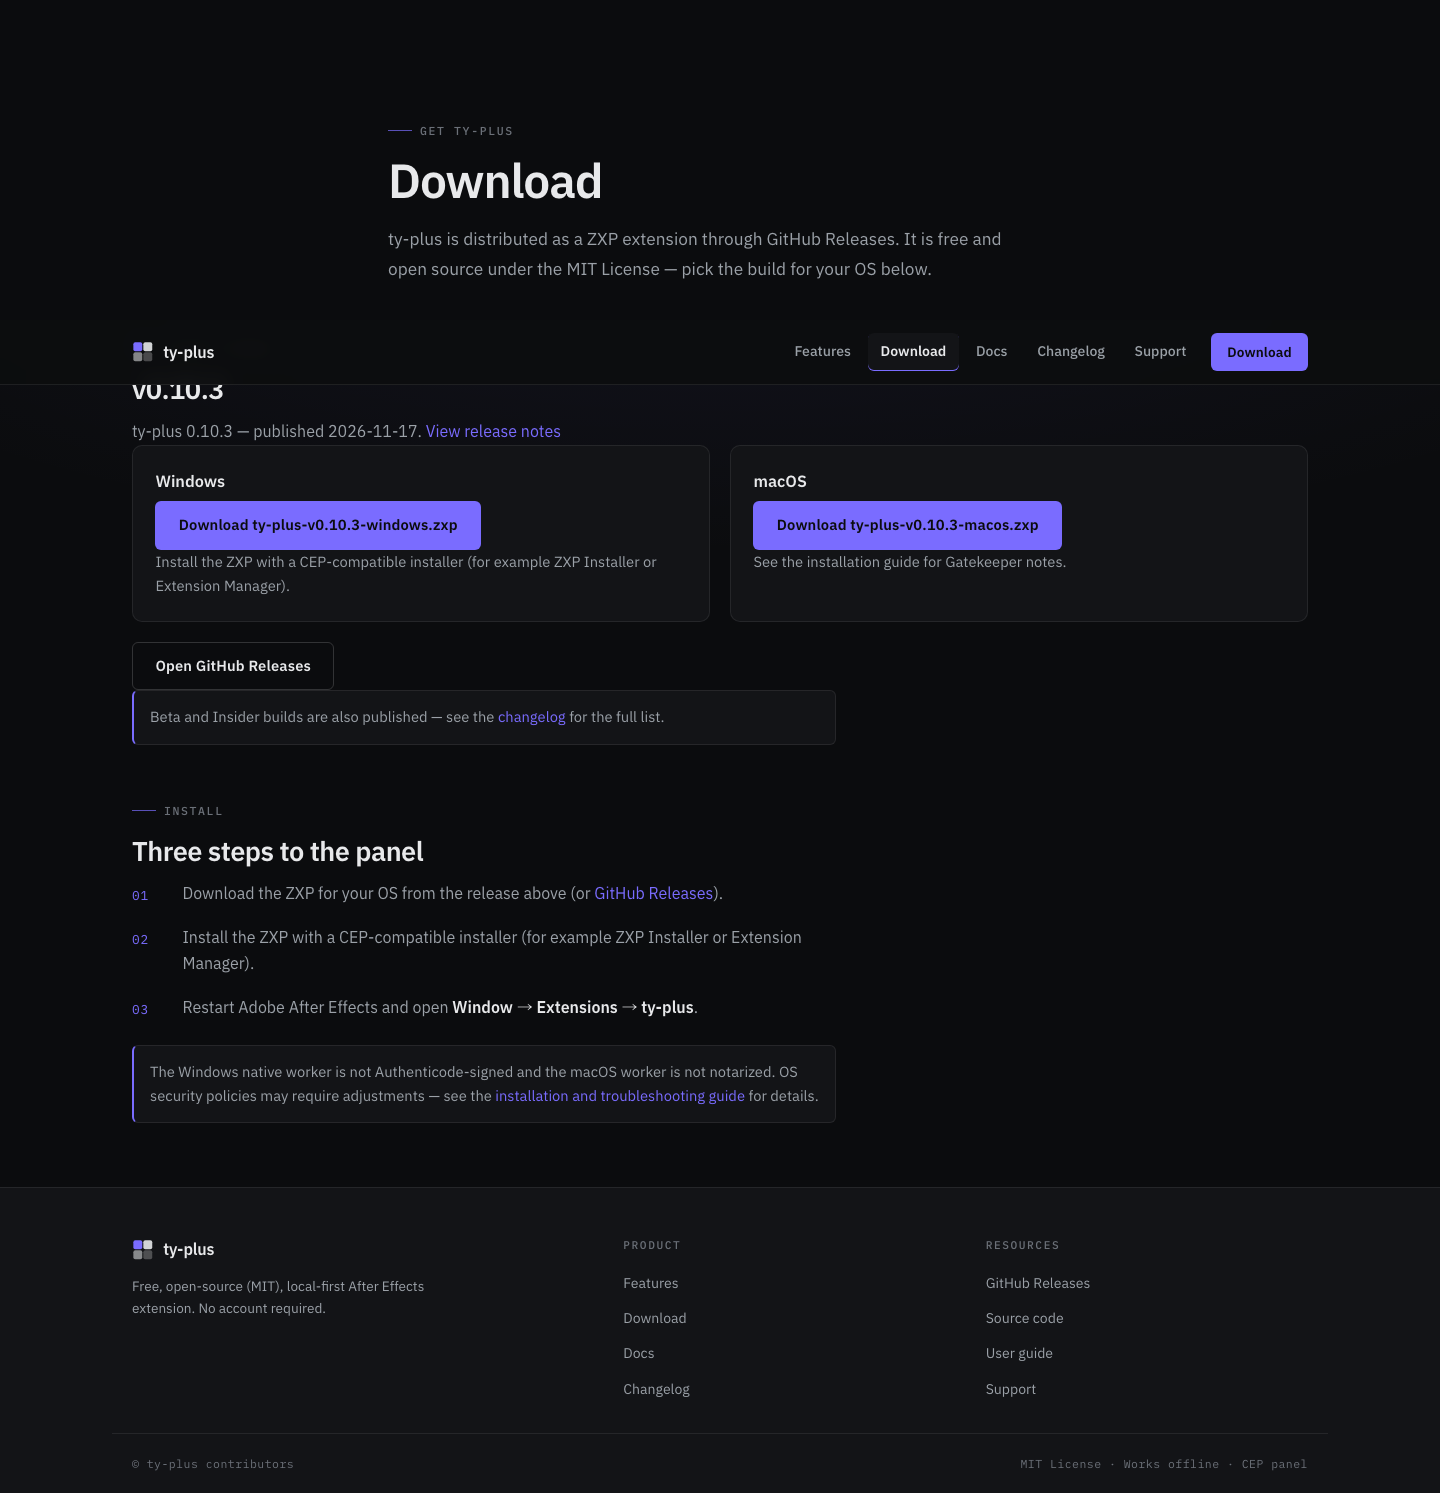 GET TY-PLUS
Download
ty-plus is distributed as a ZXP extension through GitHub Releases. It is free and
open source under the MIT License — pick the build for your OS below.
ty-plus
Features
Download
Docs
Changelog
Support
Download
v0.10.3
ty-plus 0.10.3 — published 2026-11-17. View release notes
Windows
Download ty-plus-v0.10.3-windows.zxp
Install the ZXP with a CEP-compatible installer (for example ZXP Installer or
Extension Manager).
macOS
Download ty-plus-v0.10.3-macos.zxp
See the installation guide for Gatekeeper notes.
Open GitHub Releases
Beta and Insider builds are also published — see the changelog for the full list.
INSTALL
Three steps to the panel
01 Download the ZXP for your OS from the release above (or GitHub Releases).
02 Install the ZXP with a CEP-compatible installer (for example ZXP Installer or Extension
Manager).
03 Restart Adobe After Effects and open Window → Extensions → ty-plus.
The Windows native worker is not Authenticode-signed and the macOS worker is not notarized. OS
security policies may require adjustments — see the installation and troubleshooting guide for details.
ty-plus
Free, open-source (MIT), local-first After Effects
extension. No account required.
PRODUCT
Features
Download
Docs
Changelog
RESOURCES
GitHub Releases
Source code
User guide
Support
© ty-plus contributors
MIT License · Works offline · CEP panel